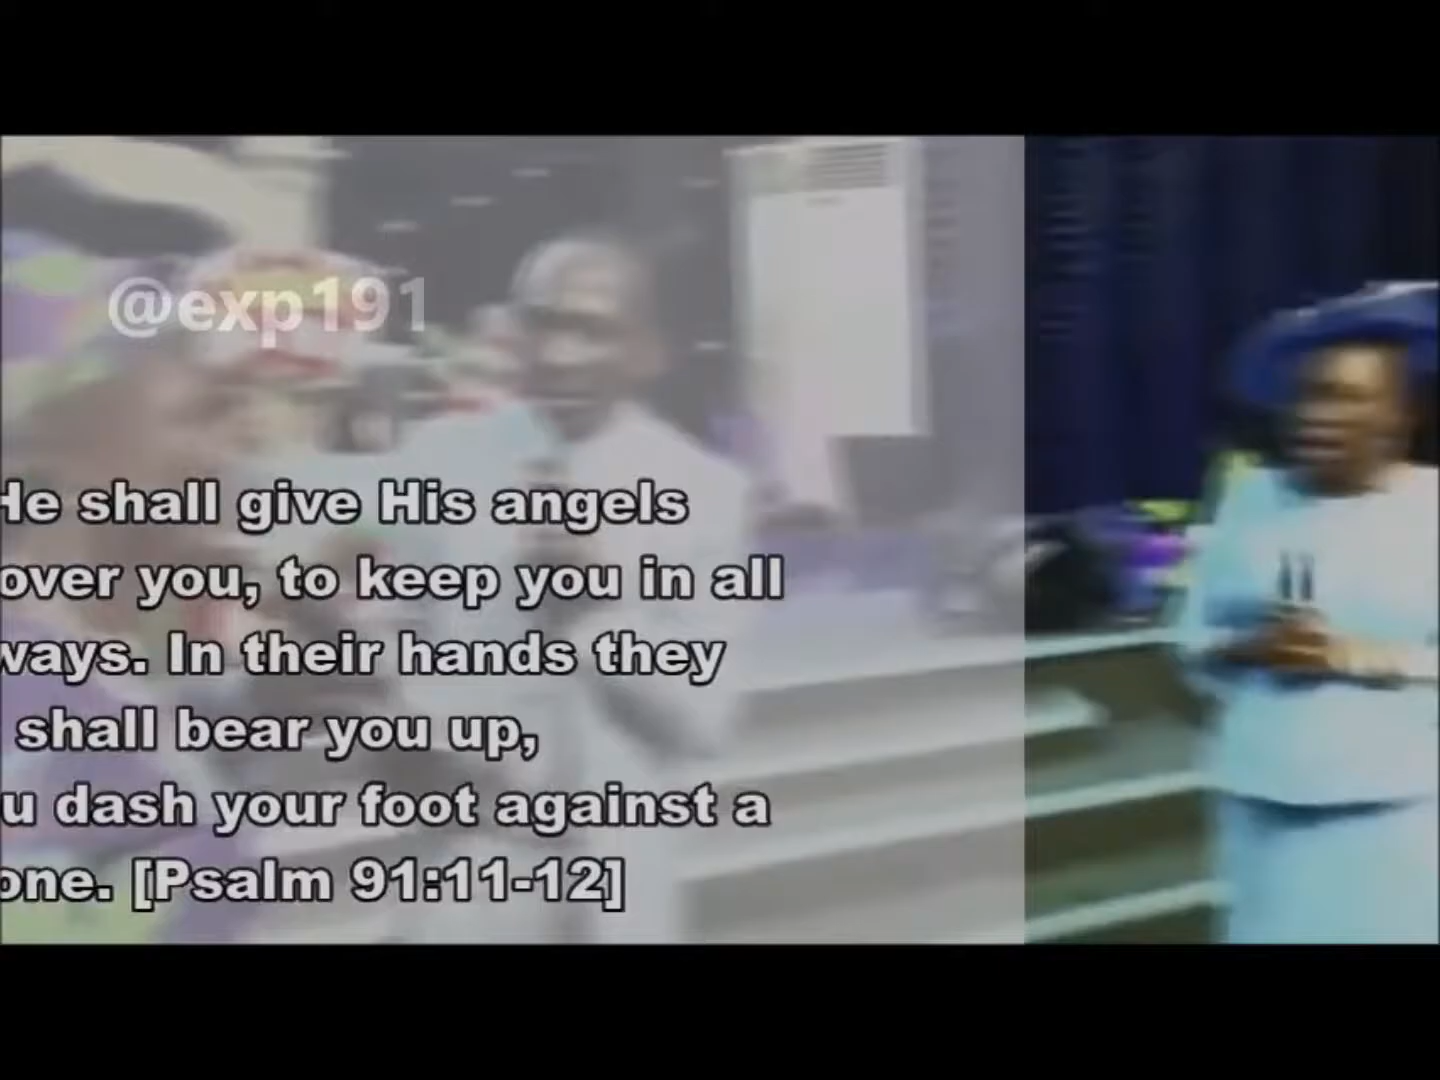 @exp191
He shall give His angels
over you, to keep you in all
ways. In their hands they
shall bear you up,
u dash your foot against a
one. [Psalm 91:11-12]